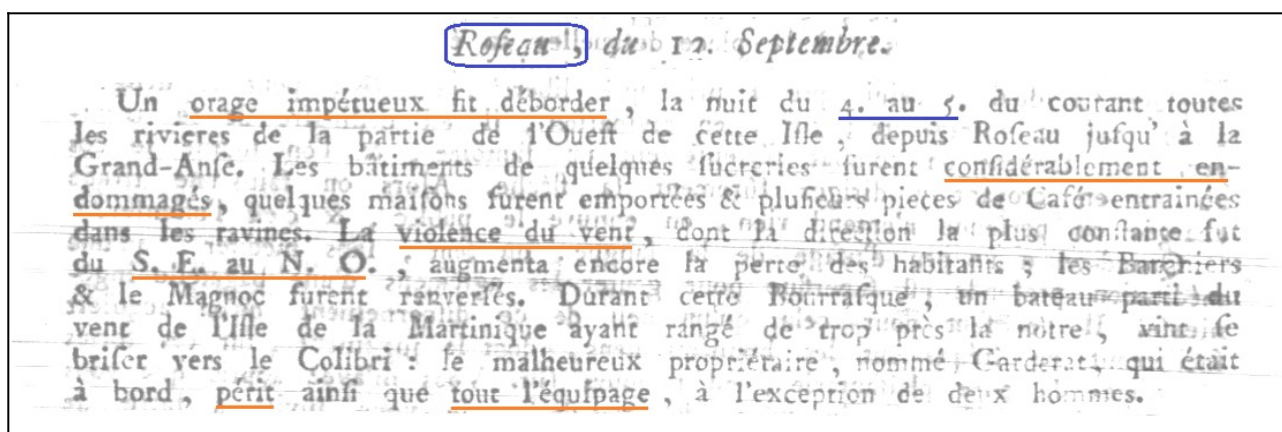 Roſeau, du 12. Septembre.
Un orage impétueux fit déborder, la nuit du 4. au 5. du courant toutes
les rivieres de la partie de l'Oueſt de cette Iſle, depuis Roſeau juſqu' à la
Grand-Anſe. Les bâtiments de quelques ſucreries furent conſidérablement en-
dommagés, quelques maiſons furent emportées & pluſieurs pieces de Café entrainées
dans les ravines. La violence du vent, dont la direction la plus conſtante fut
du S. E. au N. O., augmenta encore la perte des habitants ; les Bananiers
& le Magnoc furent renverſés. Durant cette Bourraſque, un bateau parti du
vent de l'Iſle de la Martinique ayant rangé de trop près la notre, vint ſe
briſer vers le Colibri : le malheureux propriétaire, nommé Garderat, qui était
à bord, périt ainſi que tout l'équipage, à l'exception de deux hommes.